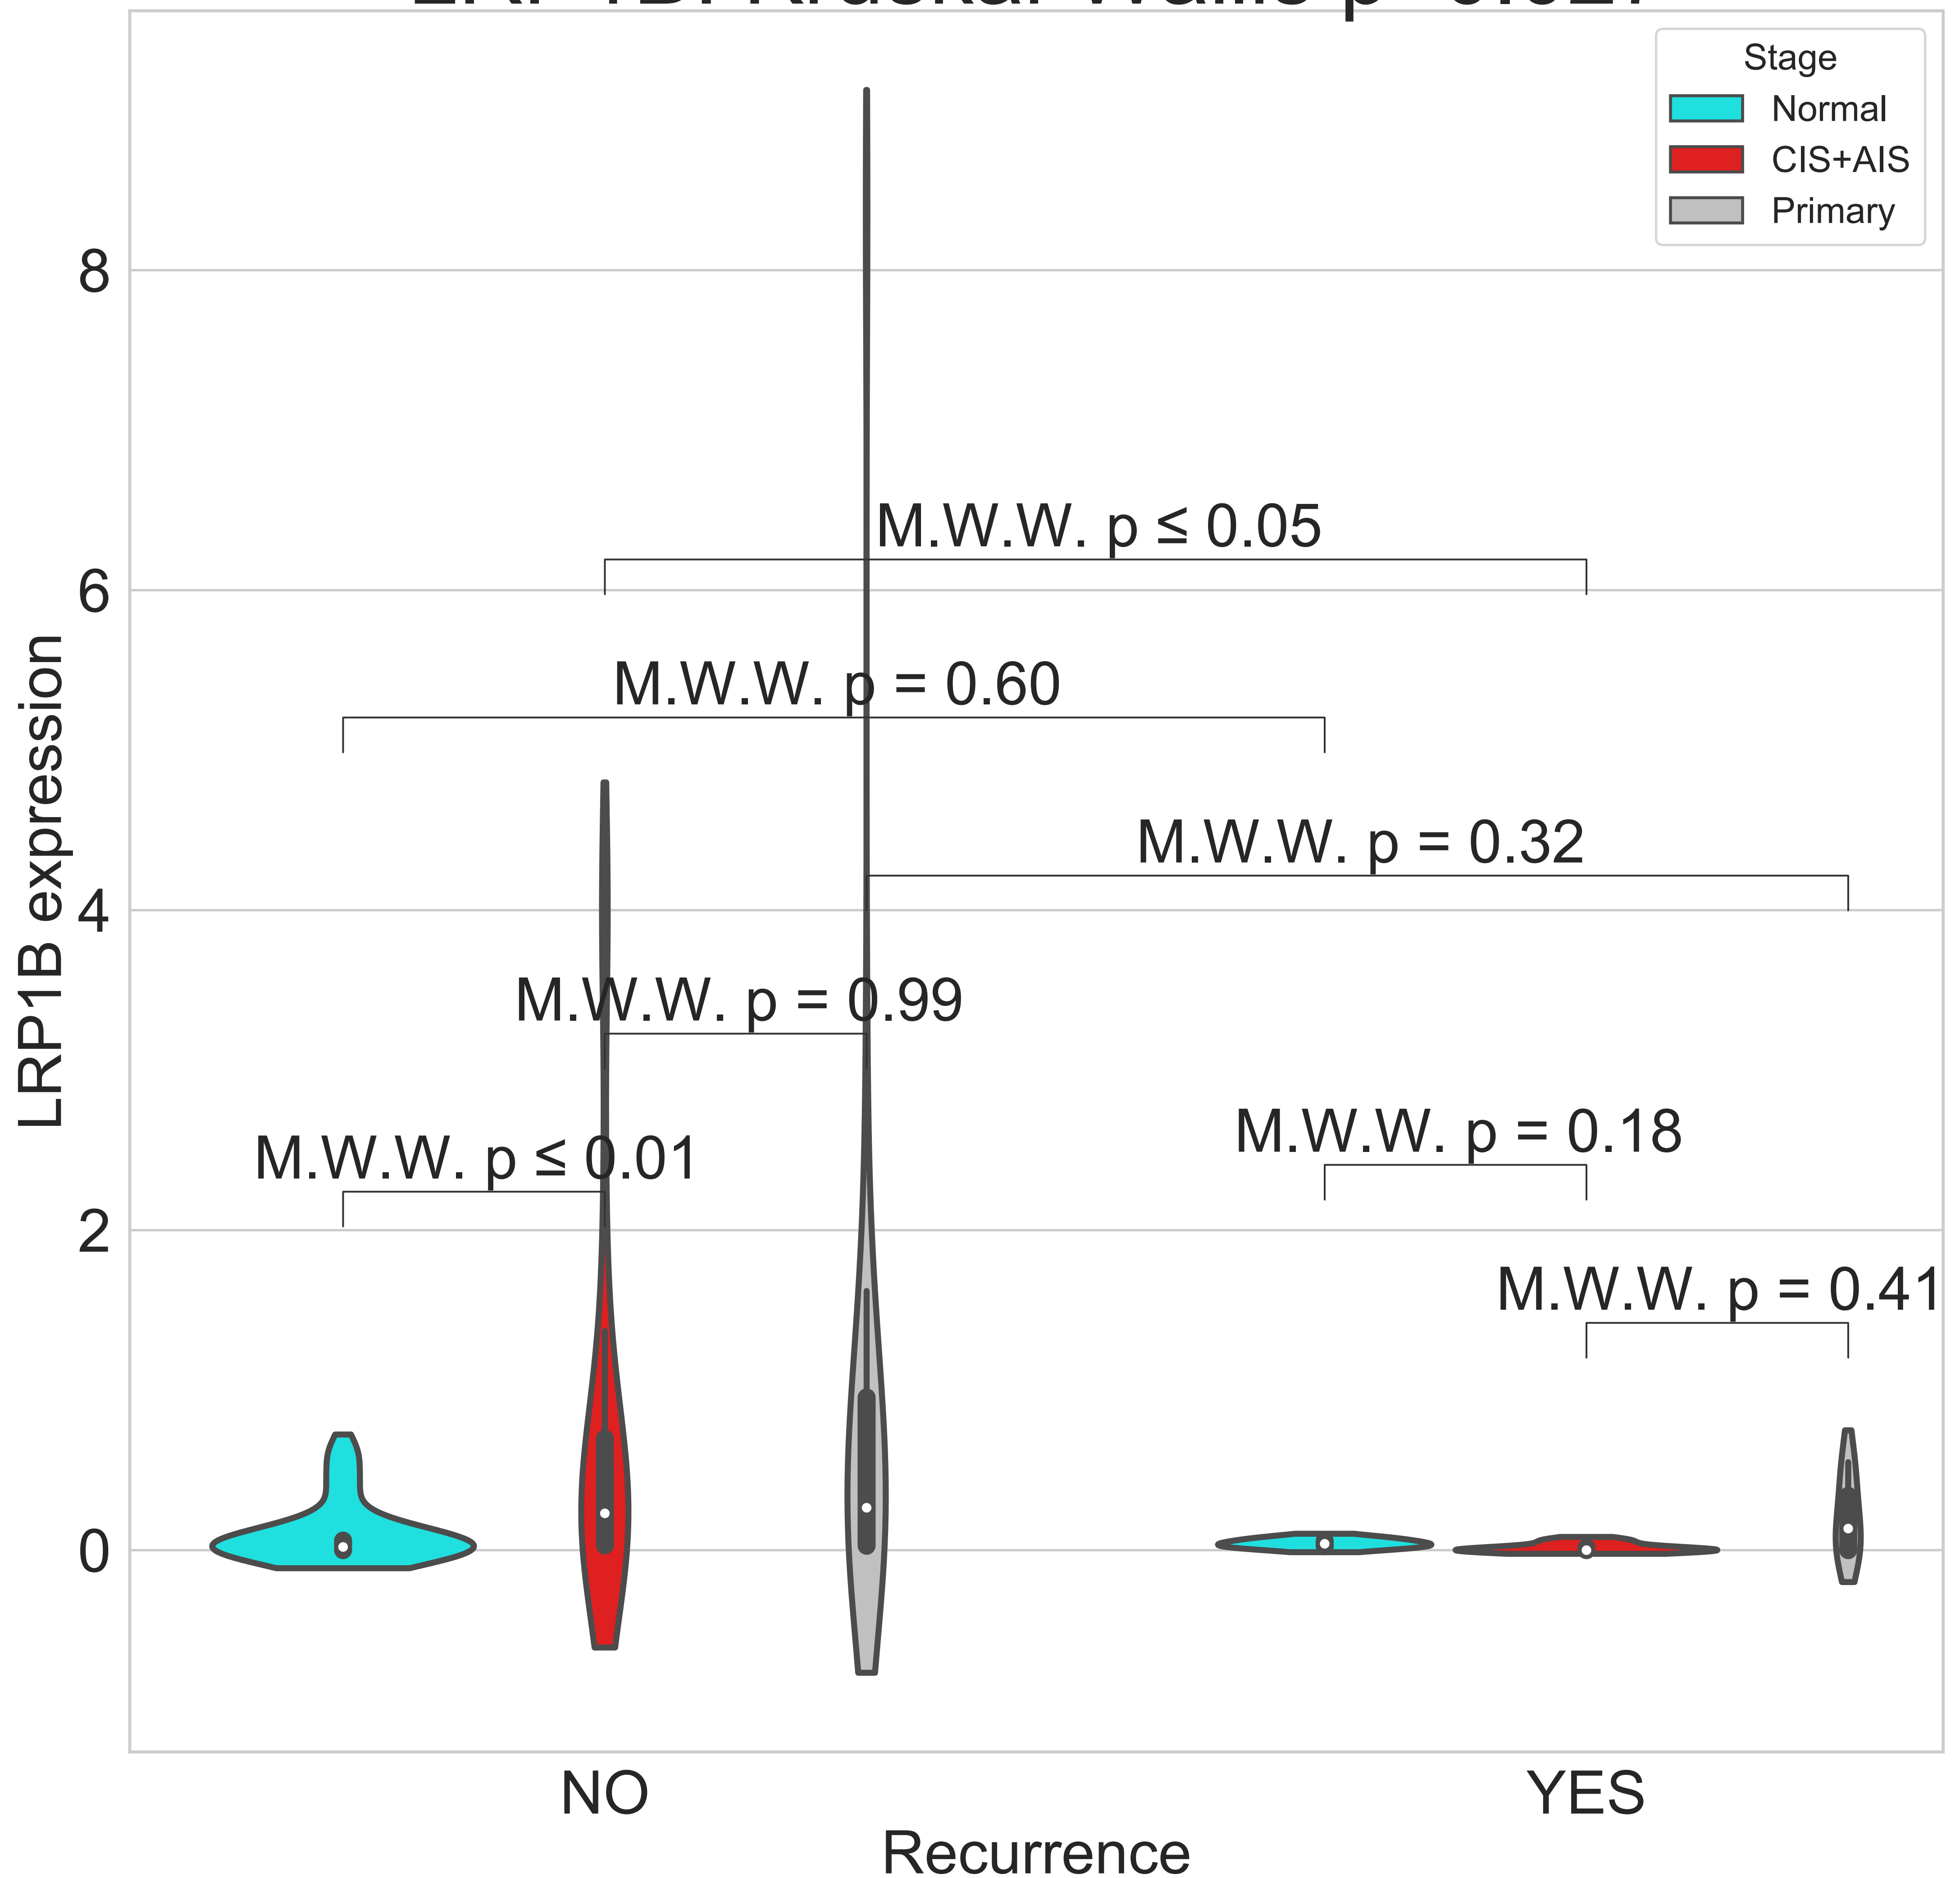 Stage
Normal
CIS+AIS
Primary
8
6
4
2
0
LRP1B expression
M.W.W. p ≤ 0.05
M.W.W. p = 0.60
M.W.W. p = 0.32
M.W.W. p = 0.99
M.W.W. p = 0.18
M.W.W. p ≤ 0.01
M.W.W. p = 0.41
NO
YES
Recurrence